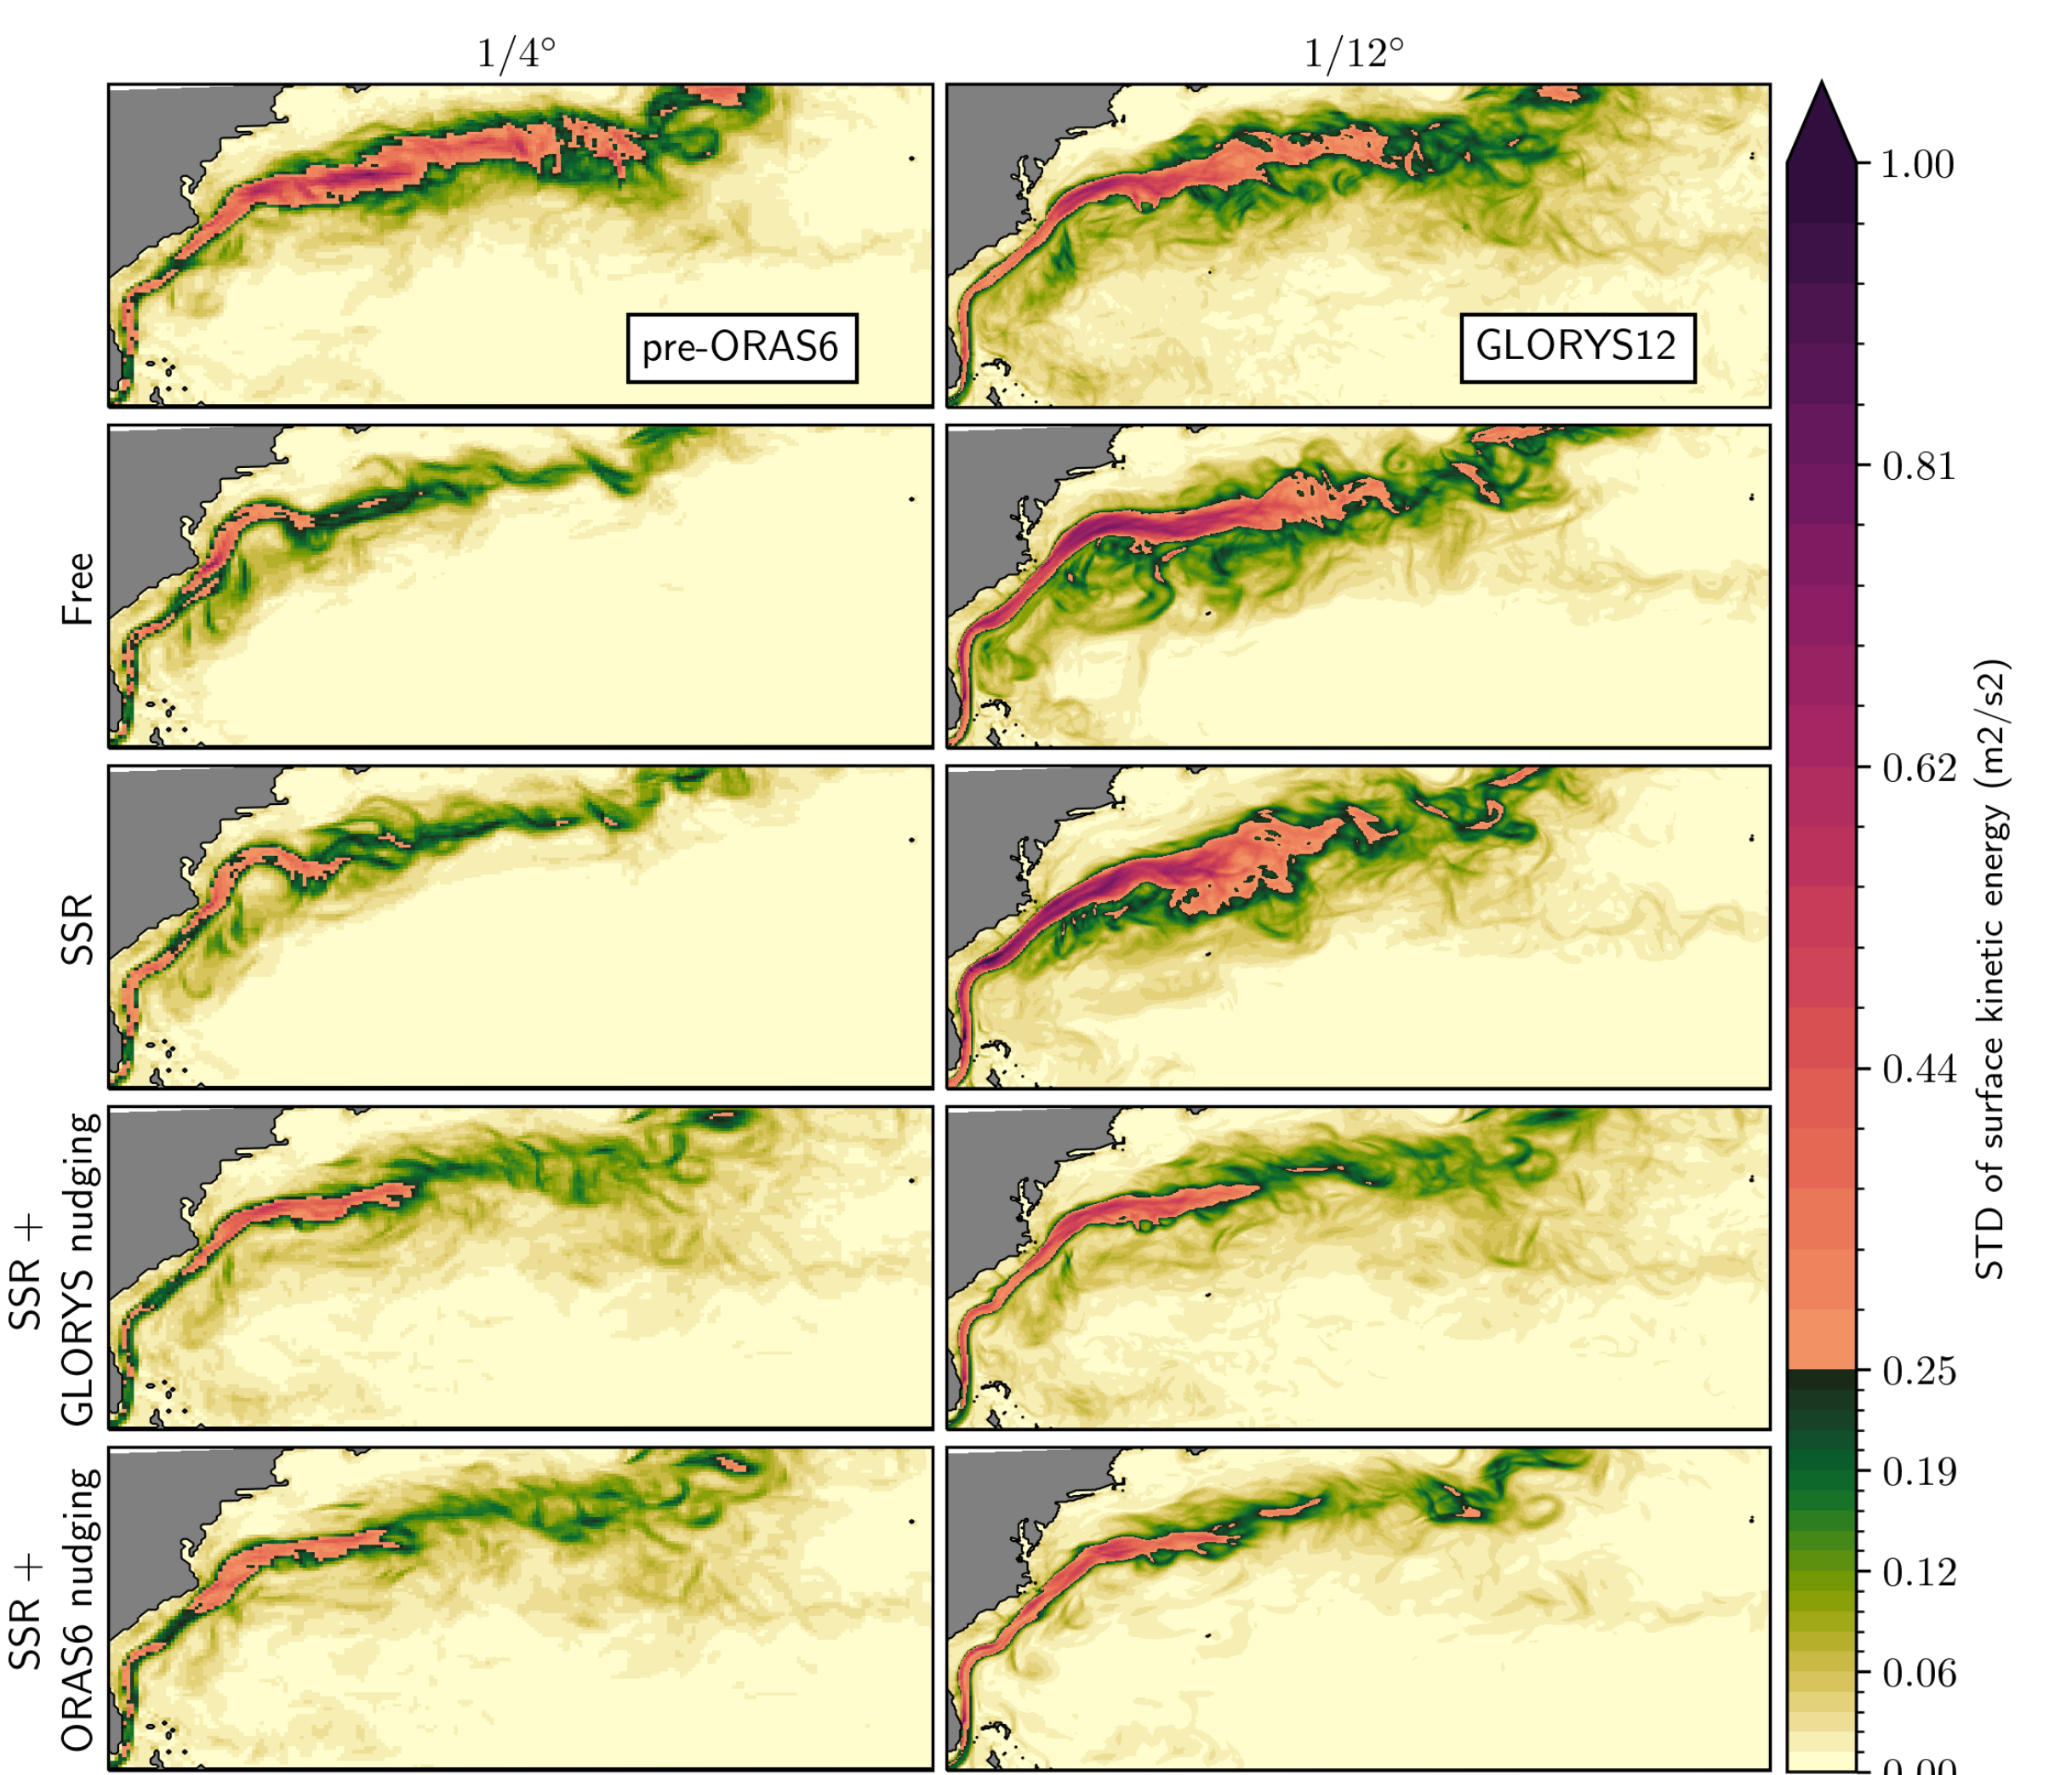 1/4°
1/12°
pre-ORAS6
GLORYS12
Free
SSR
SSR +
GLORYS nudging
SSR +
ORAS6 nudging
1.00
0.81
0.62
0.44
0.25
0.19
0.12
0.06
0.00
STD of surface kinetic energy (m2/s2)